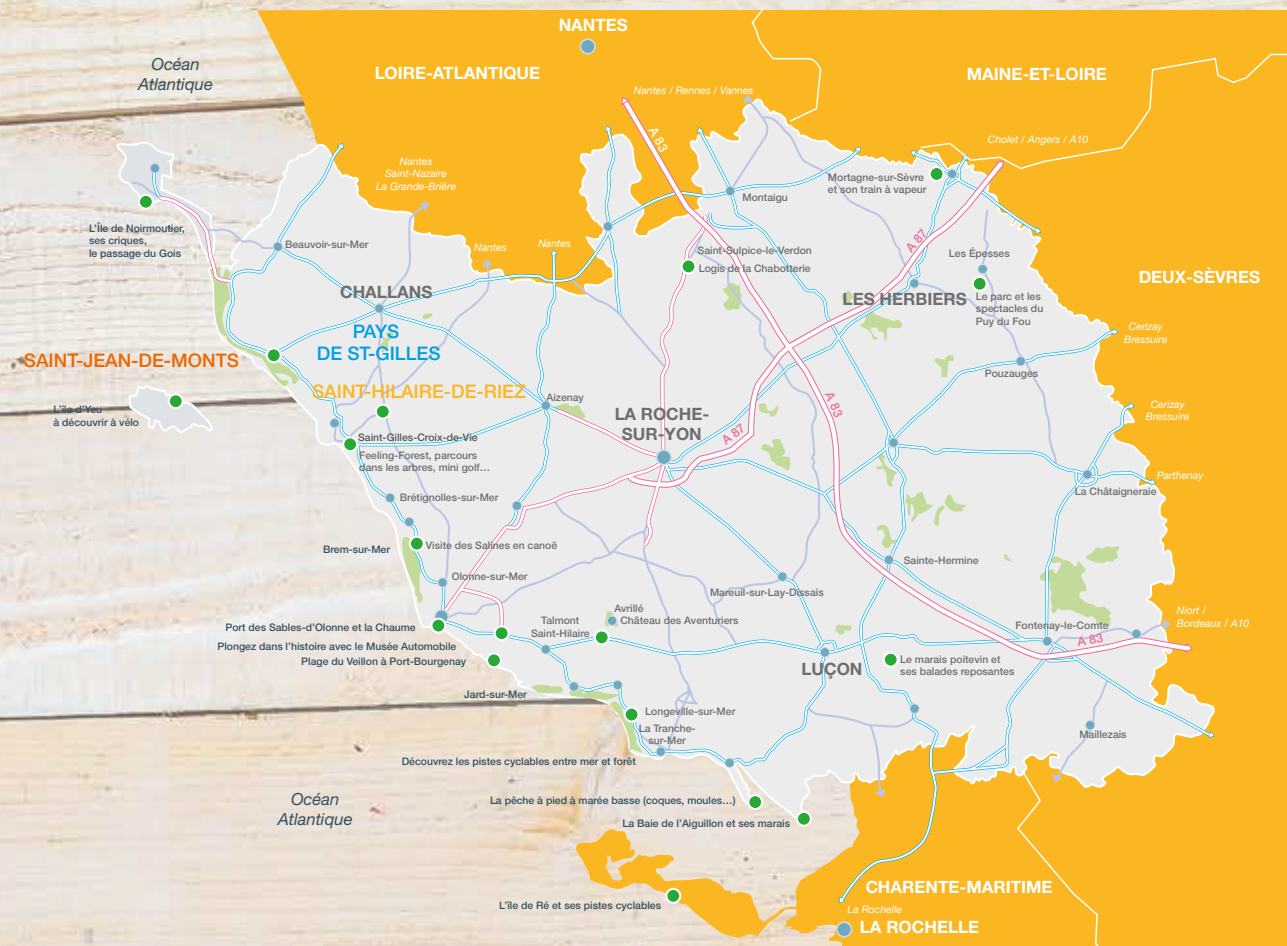 NANTES
Océan
Atlantique
LOIRE-ATLANTIQUE
MAINE-ET-LOIRE
Nantes / Rennes / Vannes
A 83
Cholet / Angers / A10
Nantes
Saint-Nazaire
La Grande-Brière
Mortagne-sur-Sèvre
et son train à vapeur
Montaigu
L'Île de Noirmoutier,
ses criques,
le passage du Gois
Beauvoir-sur-Mer
Nantes
Nantes
Saint-Sulpice-le-Verdon
Logis de la Chabotterie
A 87
Les Épesses
DEUX-SÈVRES
CHALLANS
LES HERBIERS
Le parc et les
spectacles du
Puy du Fou
PAYS
DE ST-GILLES
Cerizay
Bressuire
SAINT-JEAN-DE-MONTS
Pouzauges
SAINT-HILAIRE-DE-RIEZ
Aizenay
L'île d'Yeu
à découvrir à vélo
LA ROCHE-
SUR-YON
A 87
A 83
Cerizay
Bressuire
Saint-Gilles-Croix-de-Vie
Feeling-Forest, parcours
dans les arbres, mini golf...
Parthenay
La Châtaigneraie
Brétignolles-sur-Mer
Brem-sur-Mer
Visite des Salines en canoë
Sainte-Hermine
Olonne-sur-Mer
Mareuil-sur-Lay-Dissais
Avrillé
Château des Aventuriers
Niort /
Bordeaux / A10
Port des Sables-d'Olonne et la Chaume
Talmont
Saint-Hilaire
Fontenay-le-Comte
A 83
Plongez dans l'histoire avec le Musée Automobile
Plage du Veillon à Port-Bourgenay
LUÇON
Le marais poitevin et
ses balades reposantes
Jard-sur-Mer
Longeville-sur-Mer
La Tranche-
sur-Mer
Maillezais
Découvrez les pistes cyclables entre mer et forêt
La pêche à pied à marée basse (coques, moules...)
Océan
Atlantique
La Baie de l'Aiguillon et ses marais
CHARENTE-MARITIME
L'île de Ré et ses pistes cyclables
La Rochelle
LA ROCHELLE